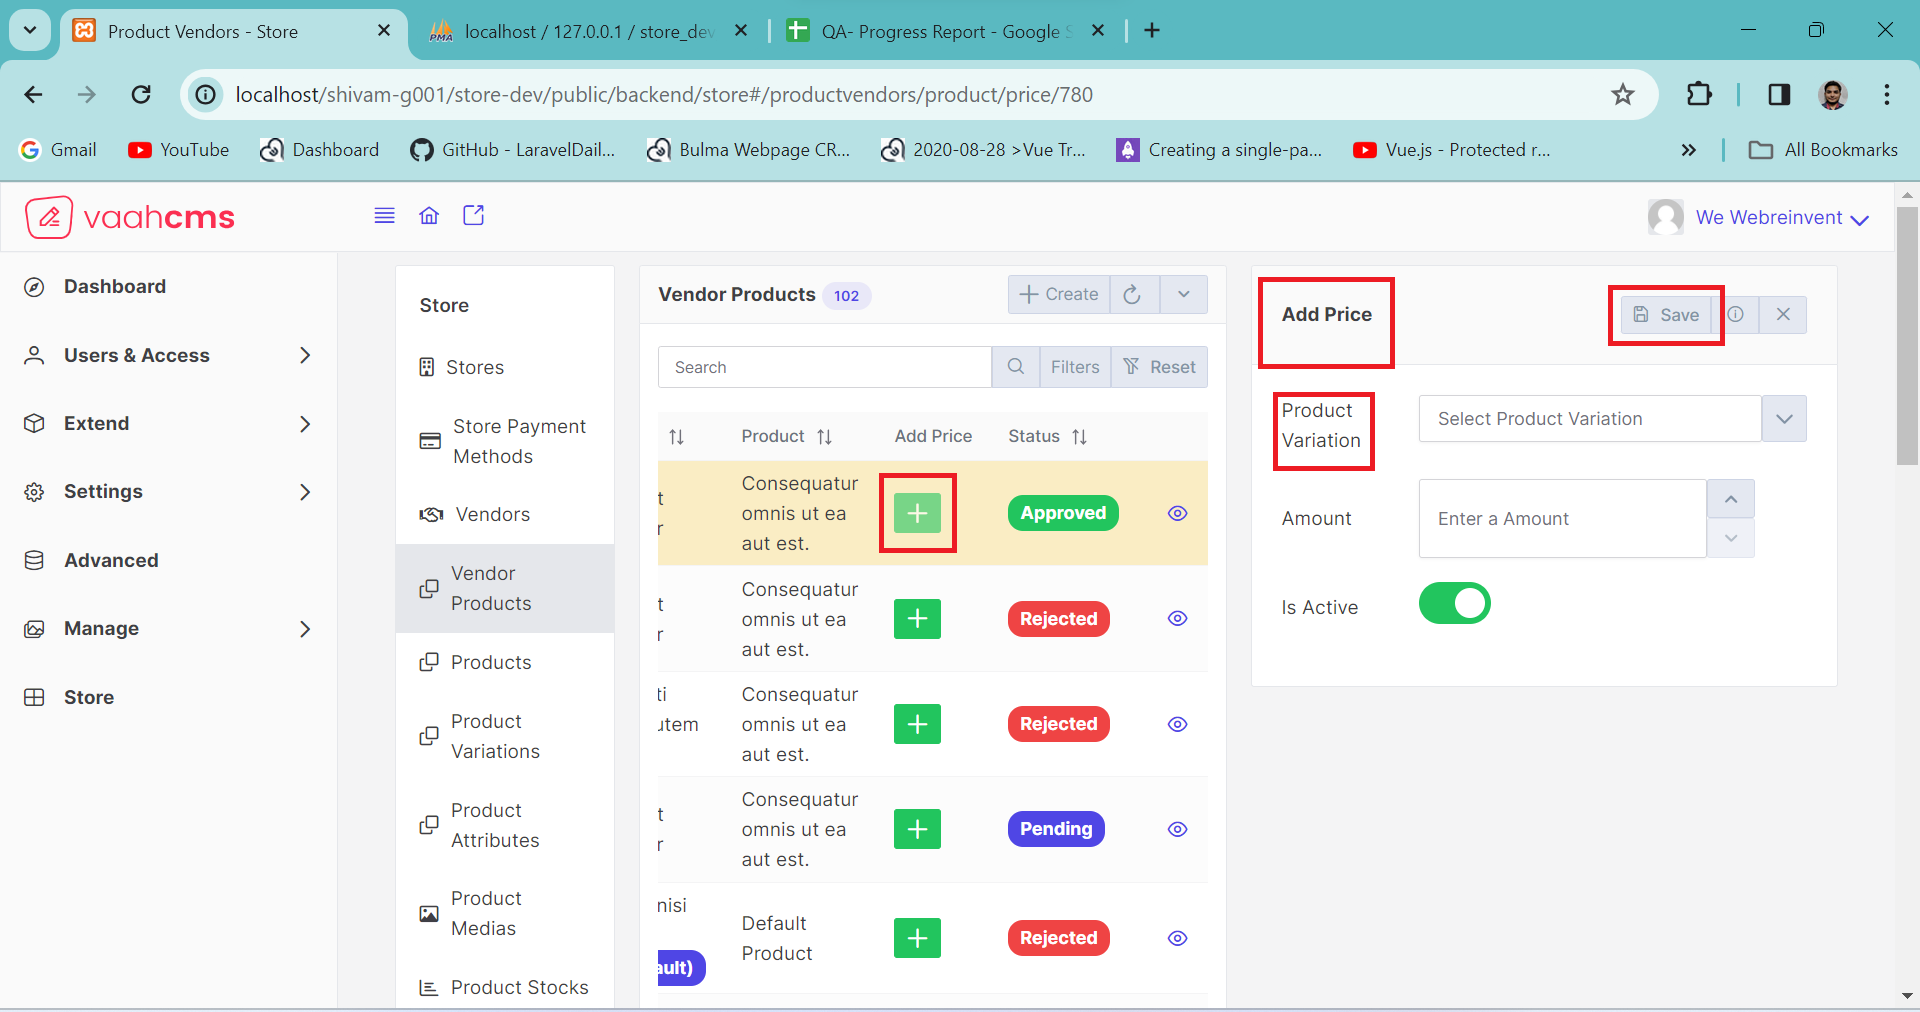 Product Vendors - Store
localhost / 127.0.0.1 / store_dev
QA- Progress Report - Google S
localhost/shivam-g001/store-dev/public/backend/store#/productvendors/product/price/780
Gmail
YouTube
Dashboard
GitHub - LaravelDail...
Bulma Webpage CR...
2020-08-28 >Vue Tr...
Creating a single-pa...
Vue.js - Protected r...
All Bookmarks
vaahcms
We Webreinvent
Dashboard
Users & Access
Extend
Settings
Advanced
Manage
Store
Store
Stores
Store Payment
Methods
Vendors
Vendor
Products
Products
Product
Variations
Product
Attributes
Product
Medias
Product Stocks
Vendor Products 102
Create
Search
Filters
Reset
Product
Add Price
Status
t
r
Consequatur
omnis ut ea
aut est.
Approved
t
r
Consequatur
omnis ut ea
aut est.
Rejected
ti
utem
Consequatur
omnis ut ea
aut est.
Rejected
t
r
Consequatur
omnis ut ea
aut est.
Pending
nisi
ault)
Default
Product
Rejected
Add Price
Save
Product
Variation
Select Product Variation
Amount
Enter a Amount
Is Active